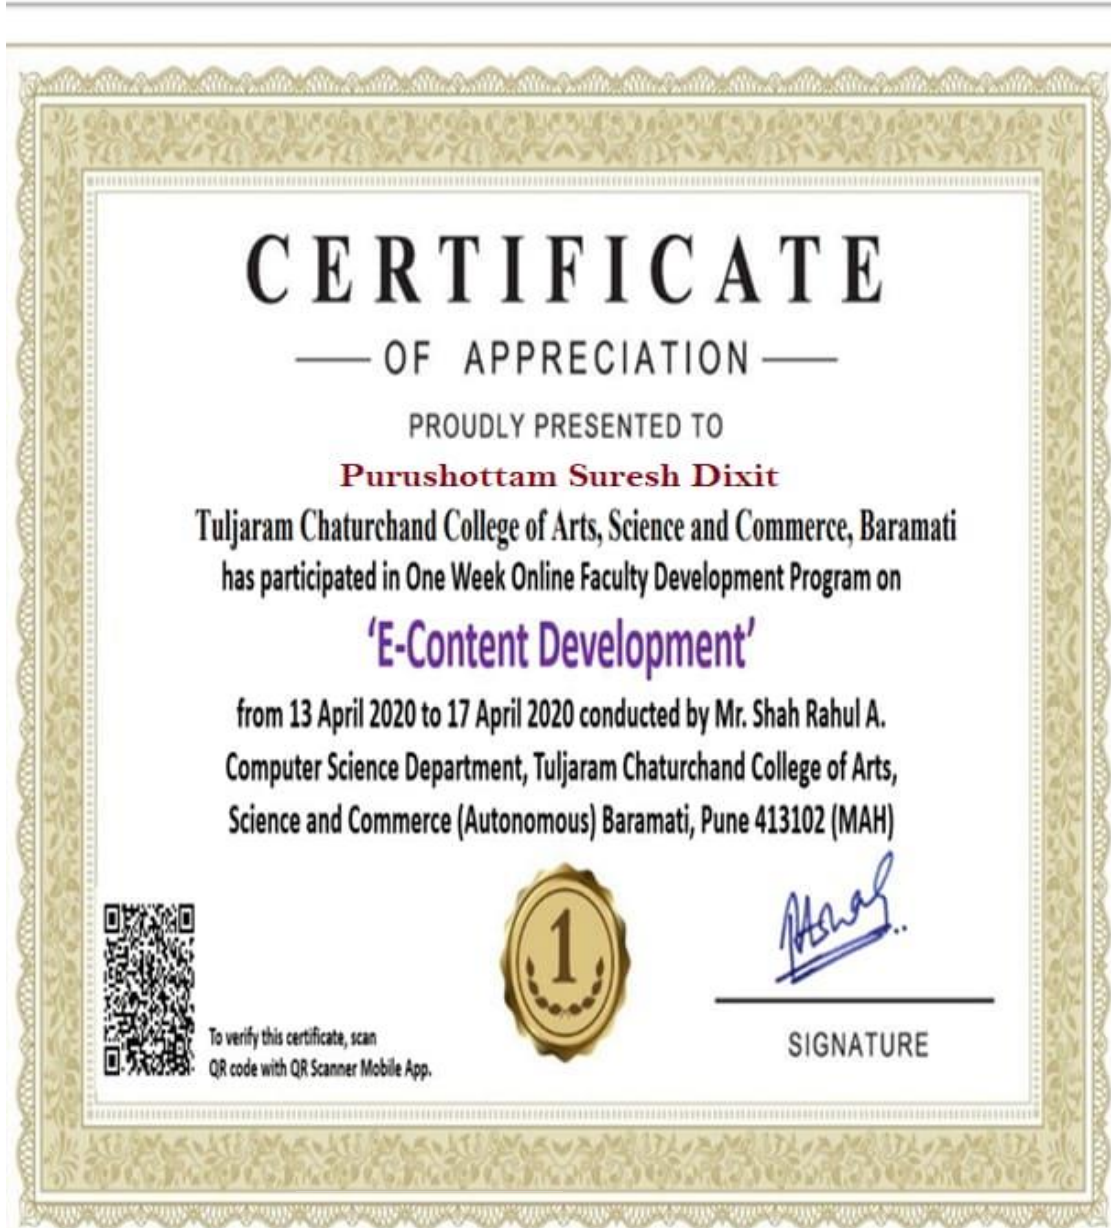 CERTIFICATE
OF APPRECIATION
PROUDLY PRESENTED TO
Purushottam Suresh Dixit
Tuljaram Chaturchand College of Arts, Science and Commerce, Baramati
has participated in One Week Online Faculty Development Program on
‘E-Content Development’
from 13 April 2020 to 17 April 2020 conducted by Mr. Shah Rahul A.
Computer Science Department, Tuljaram Chaturchand College of Arts,
Science and Commerce (Autonomous) Baramati, Pune 413102 (MAH)
1
To verify this certificate, scan
QR code with QR Scanner Mobile App.
SIGNATURE